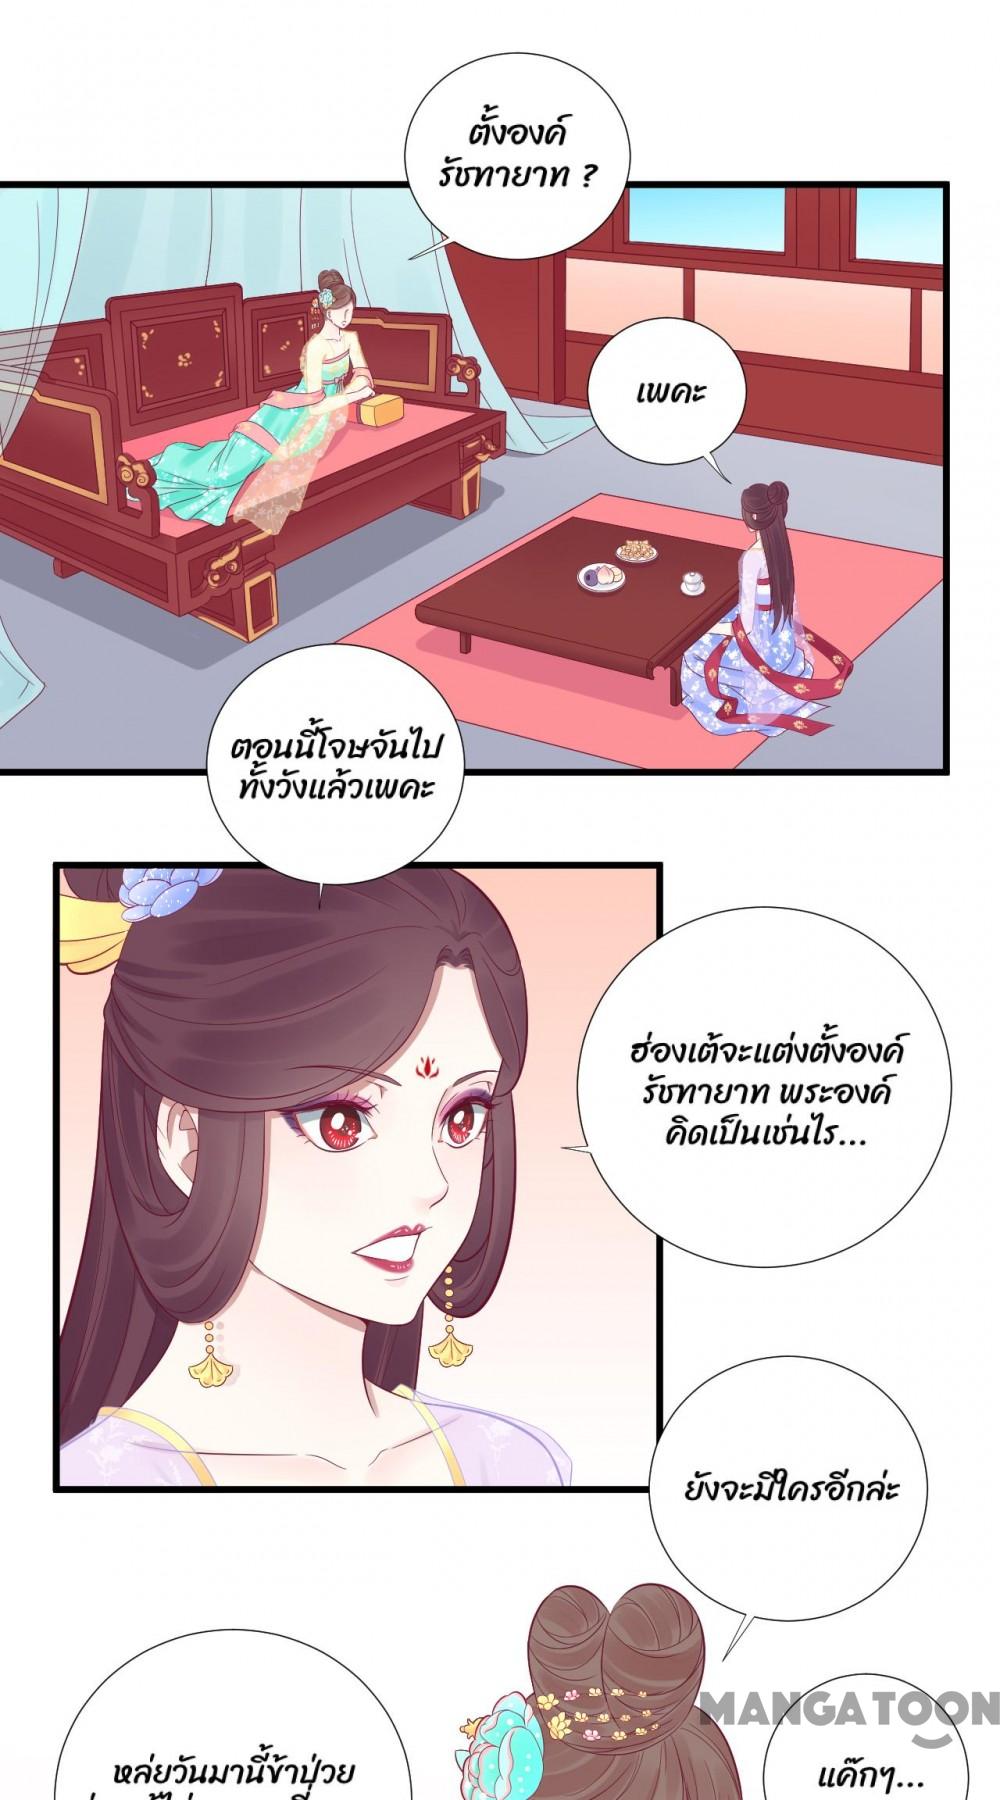 ตั้งองค์
รัชทายาท ?
เพคะ
ตอนนี้โจษจันไป
ทั้งวังแล้วเพคะ
ฮ่องเต้จะแต่งตั้งองค์
รัชทายาท พระองค์
คิดเป็นเช่นไร...
ยังจะมีใครอีกล่ะ
MANGATOON
หล่ยวันมานี้ข้าป่วย
แค๊กๆ...